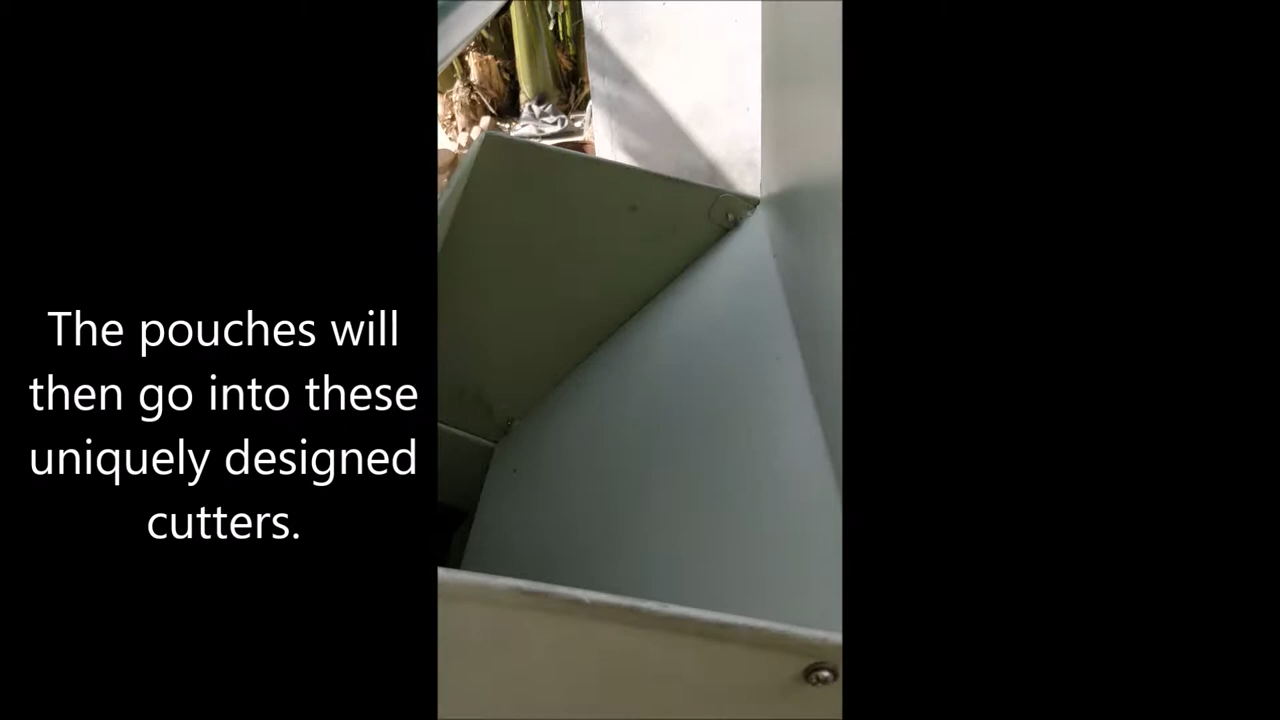 The pouches will
then go into these
uniquely designed
cutters.